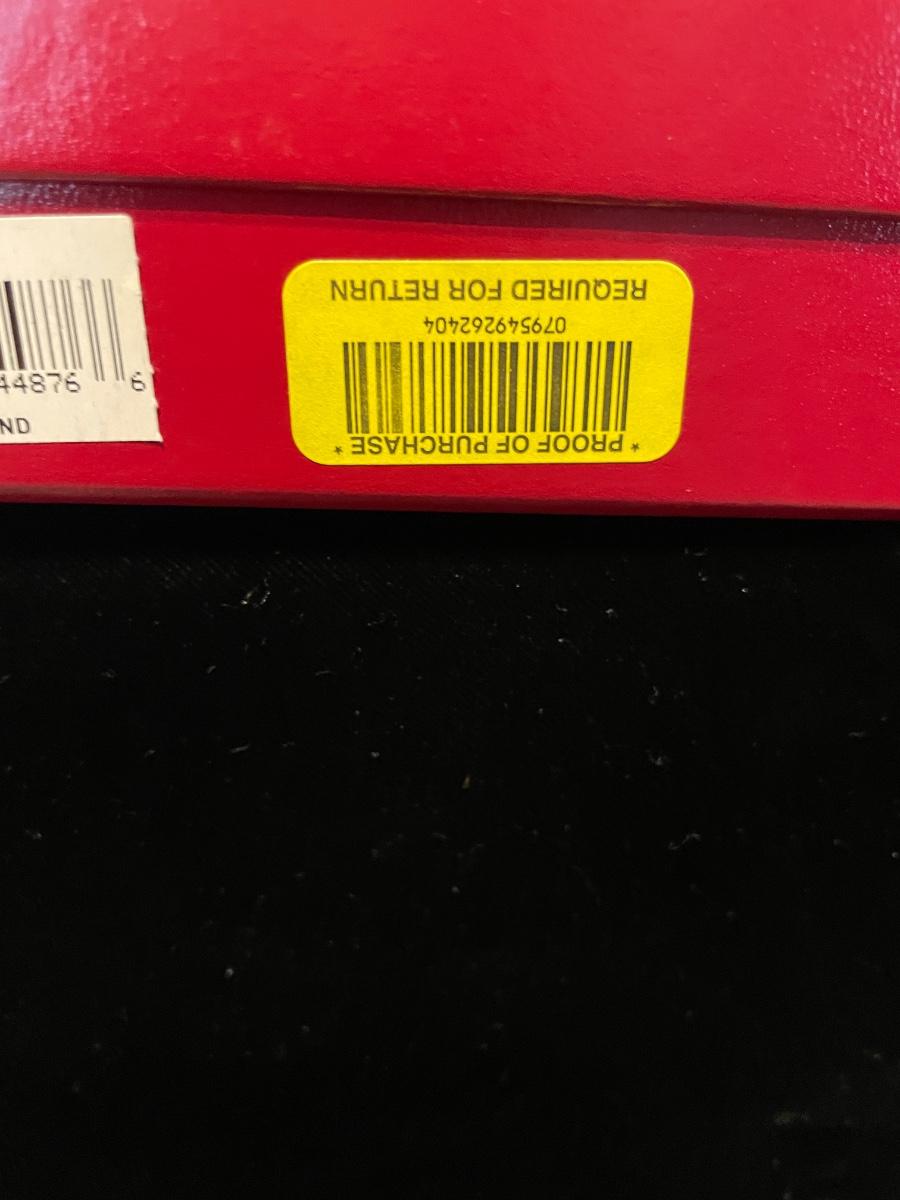 44876 6
ND
* PROOF OF PURCHASE *
079549262404
REQUIRED FOR RETURN